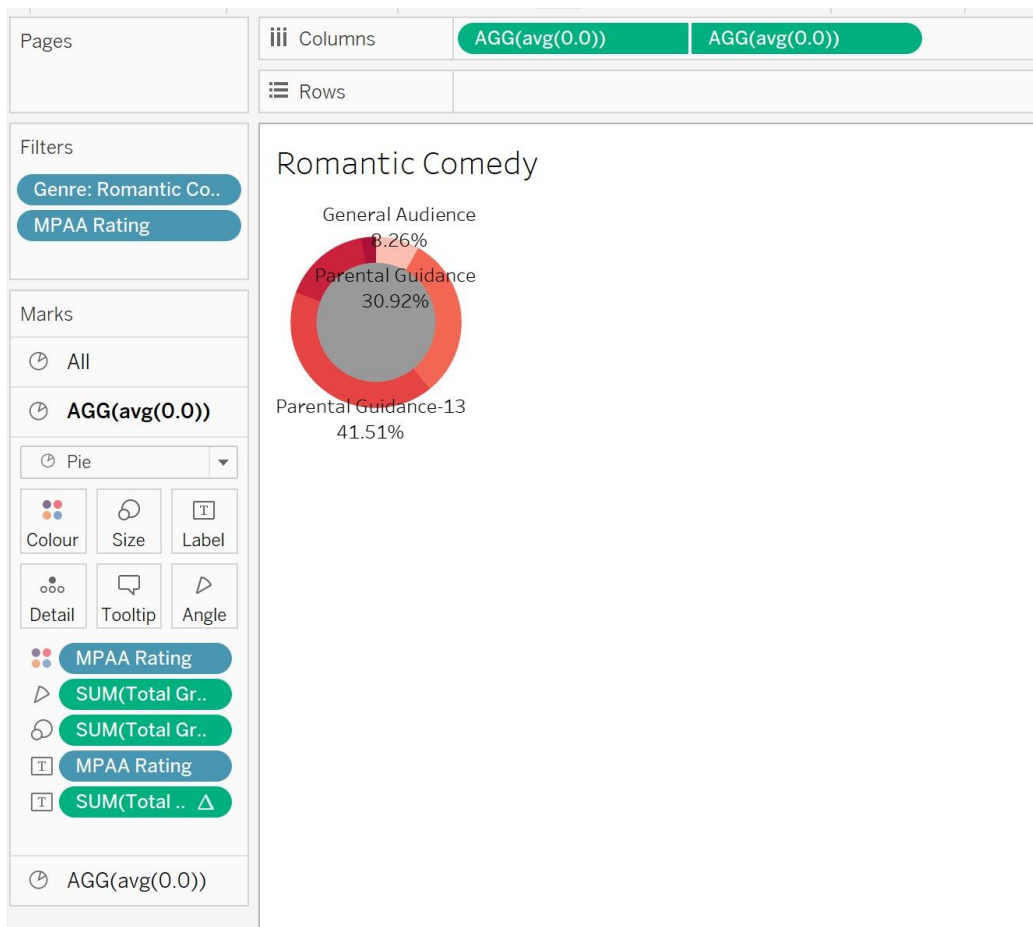 Pages
Columns
AGG(avg(0.0)) AGG(avg(0.0))
Rows
Filters
Genre: Romantic Co..
MPAA Rating
Marks
All
AGG(avg(0.0))
Pie
Colour Size Label
Detail Tooltip Angle
MPAA Rating
SUM(Total Gr..
SUM(Total Gr..
T MPAA Rating
T SUM(Total .. Δ
AGG(avg(0.0))
Romantic Comedy
General Audience
8.26%
Parental Guidance
30.92%
Parental Guidance-13
41.51%